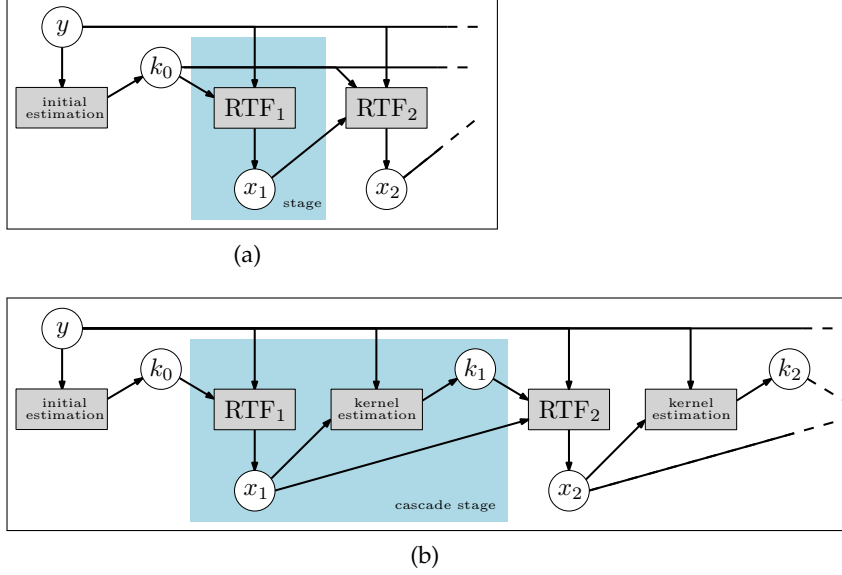 y
k₀
initial
estimation
RTF₁
RTF₂
x₁
x₂
stage
(a)
y
k₀
k₁
k₂
initial
estimation
RTF₁
kernel
estimation
RTF₂
kernel
estimation
x₁
x₂
cascade stage
(b)